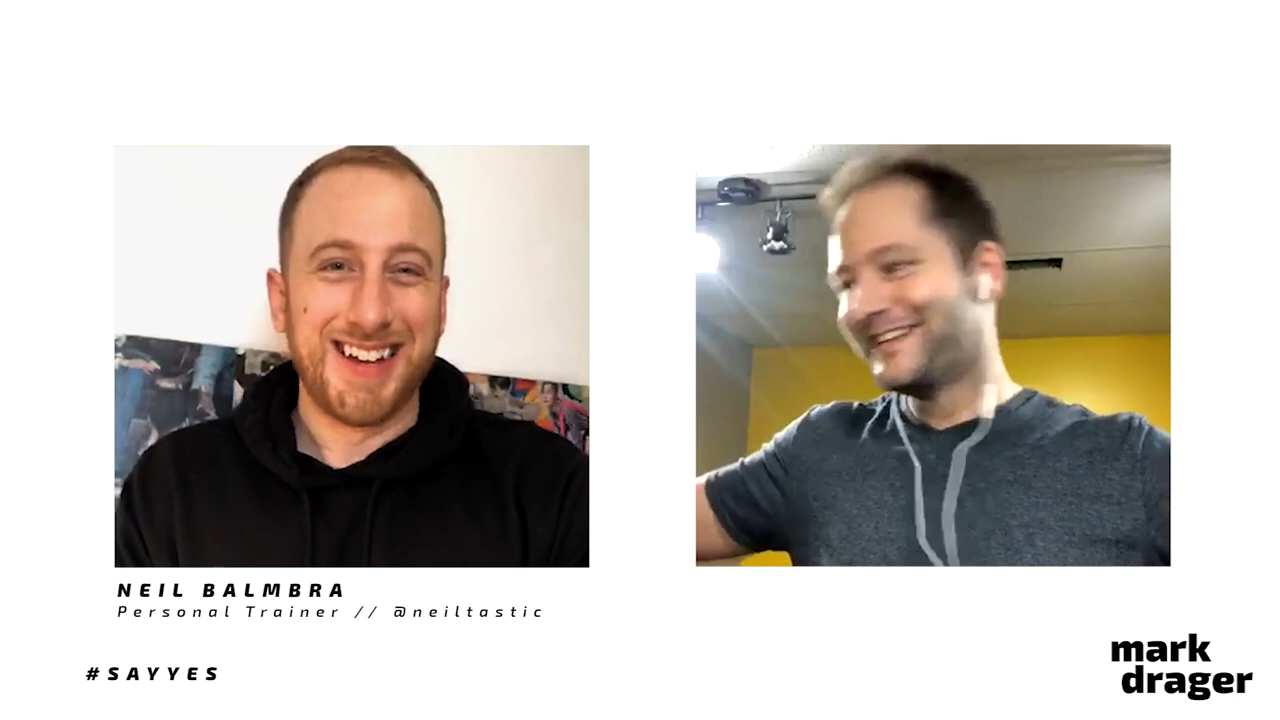 NEIL BALMBRA
Personal Trainer // @neiltastic
#SAYYES
mark
drager